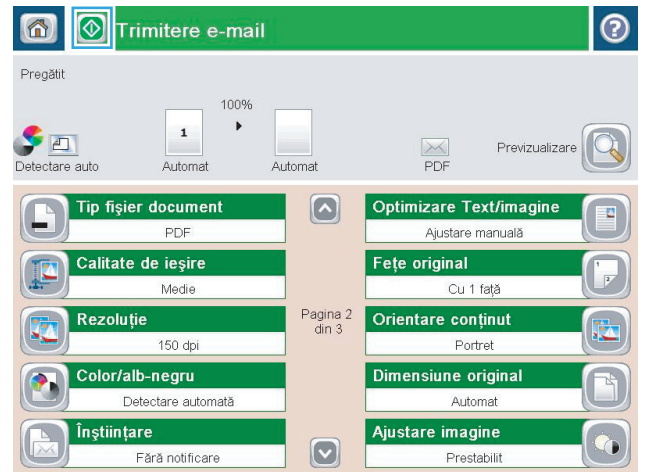 Trimitere e-mail
Pregătit
100%
1
Detectare auto
Automat
Automat
PDF
Previzualizare
Tip fişier document
PDF
Calitate de ieşire
Medie
Rezoluţie
150 dpi
Color/alb-negru
Detectare automată
Înştiinţare
Fără notificare
Pagina 2
din 3
Optimizare Text/imagine
Ajustare manuală
Feţe original
Cu 1 faţă
Orientare conţinut
Portret
Dimensiune original
Automat
Ajustare imagine
Prestabilit